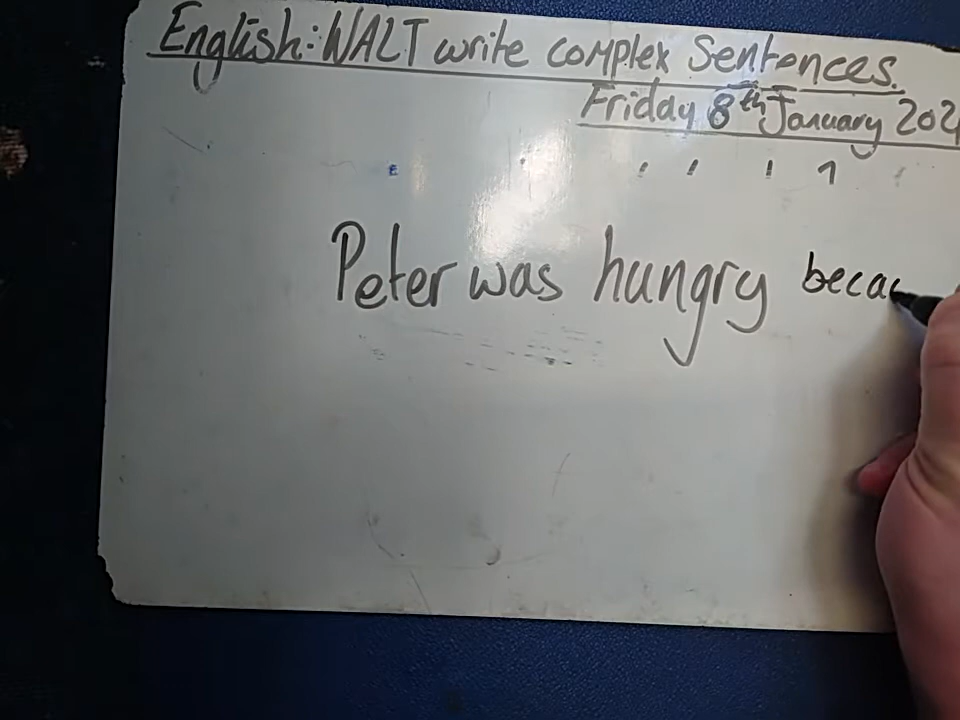 English: WALT write complex Sentences.
Friday 8th January
Peter was hungry